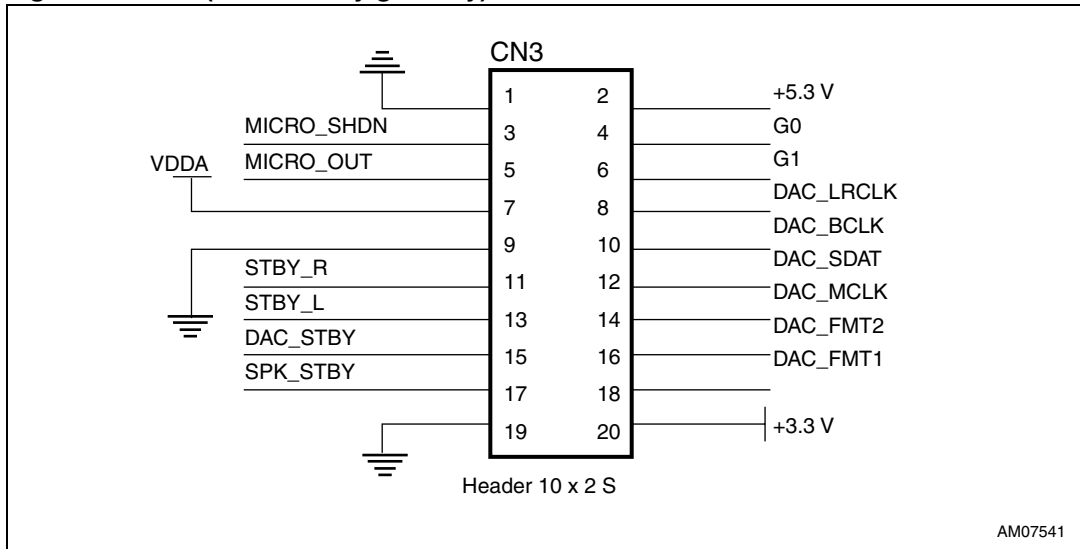 CN3
1 2 +5.3 V
MICRO_SHDN 3 4 G0
VDDA MICRO_OUT 5 6 G1
7 8 DAC_LRCLK
9 10 DAC_BCLK
STBY_R 11 12 DAC_SDAT
STBY_L 13 14 DAC_MCLK
DAC_STBY 15 16 DAC_FMT2
SPK_STBY 17 18 DAC_FMT1
19 20 +3.3 V
Header 10 x 2 S
AM07541